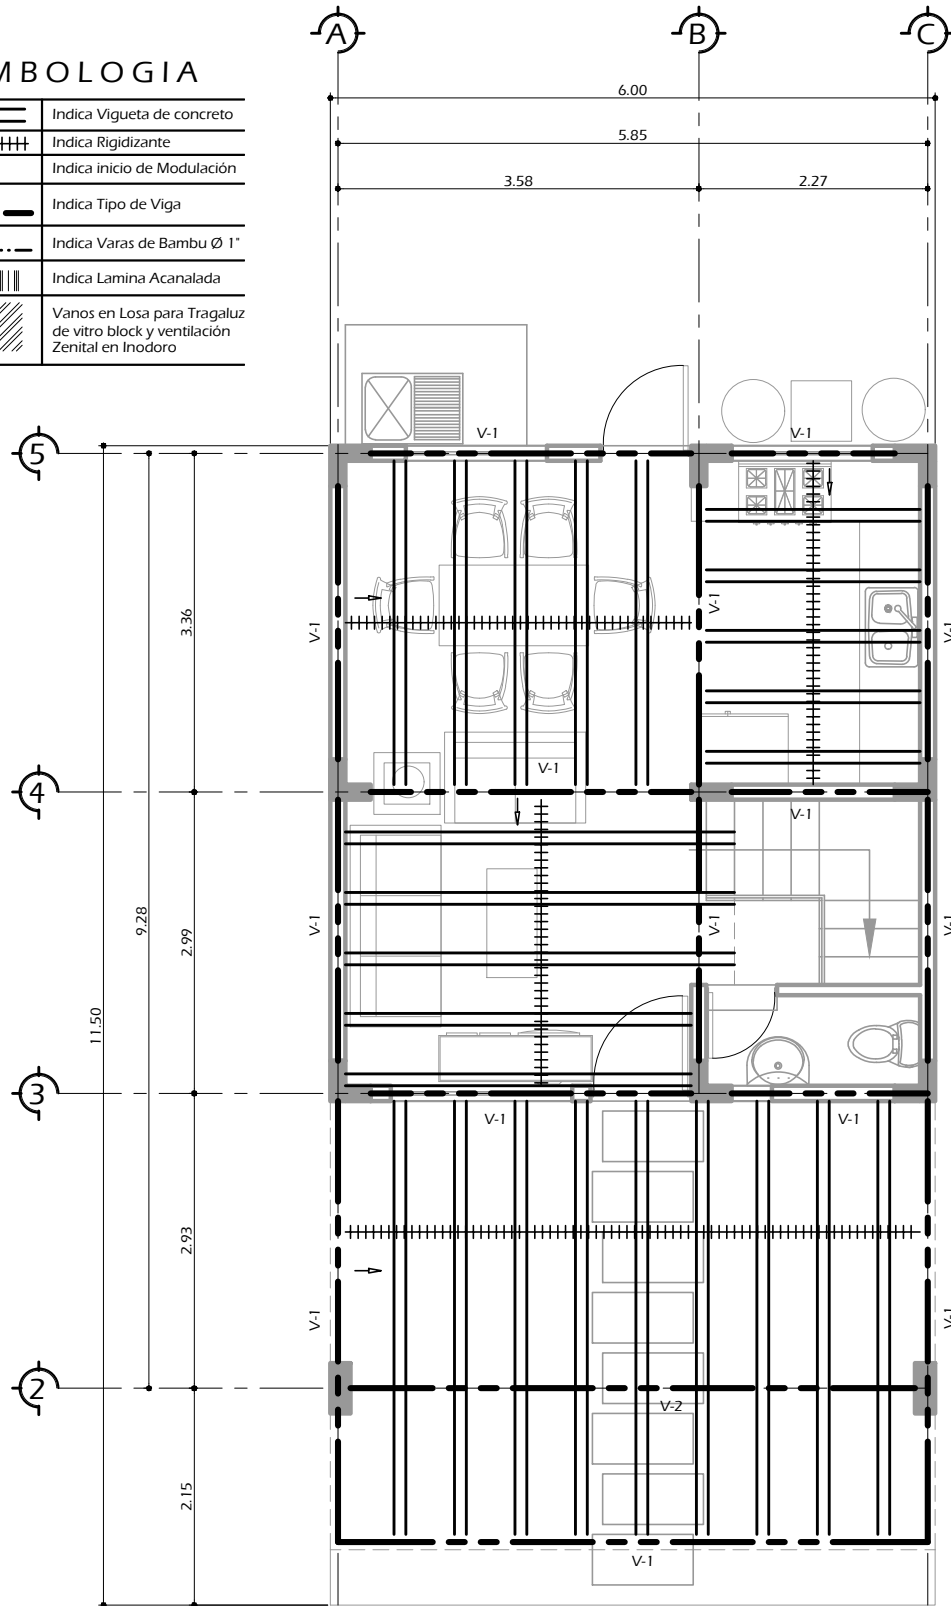 A
B
C
MBOLOGIA
Indica Vigueta de concreto
Indica Rigidizante
Indica inicio de Modulación
Indica Tipo de Viga
Indica Varas de Bambu Ø 1"
Indica Lamina Acanalada
Vanos en Losa para Tragaluz
de vitro block y ventilación
Zenital en Inodoro
6.00
5.85
3.58
2.27
5
V-1
V-1
3.36
V-1
V-1
V-1
4
V-1
V-1
9.28
2.99
V-1
V-1
V-1
11.50
3
V-1
V-1
2.93
V-1
V-1
2
V-2
2.15
V-1